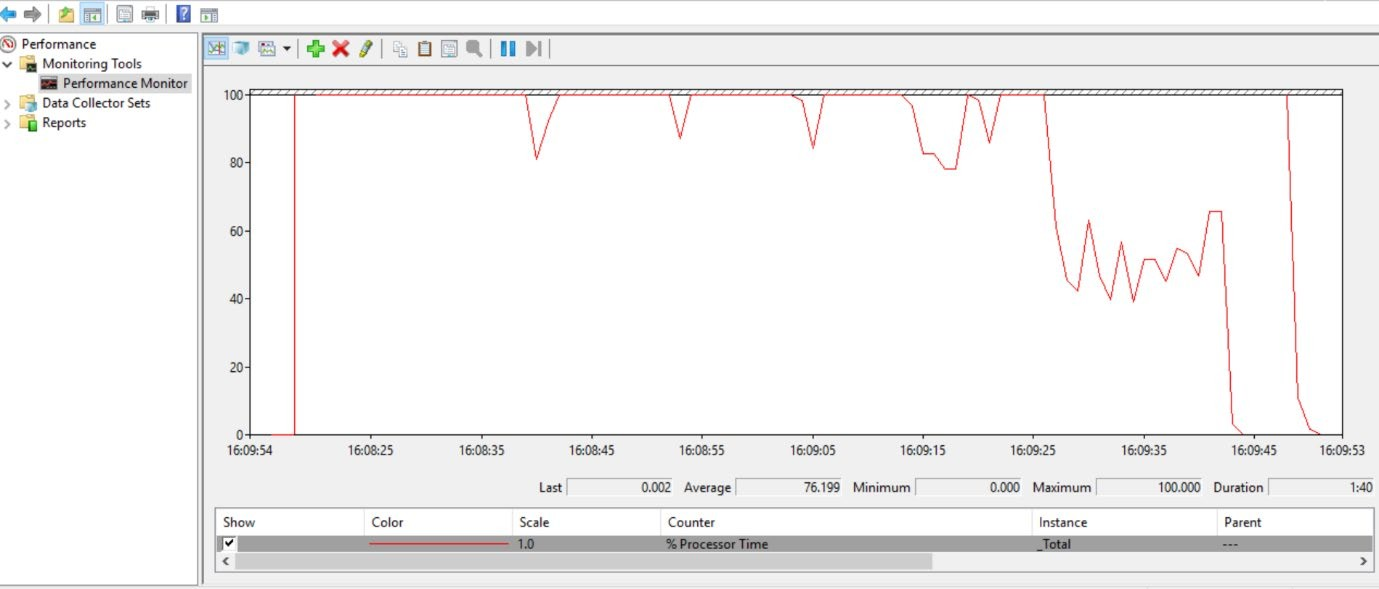 Performance
Monitoring Tools
Performance Monitor
Data Collector Sets
Reports
100
80
60
40
20
0
16:09:54 16:08:25 16:08:35 16:08:45 16:08:55 16:09:05 16:09:15 16:09:25 16:09:35 16:09:45 16:09:53
Last 0.002 Average 76.199 Minimum 0.000 Maximum 100.000 Duration 1:40
Show Color Scale Counter Instance Parent
1.0 % Processor Time _Total ---